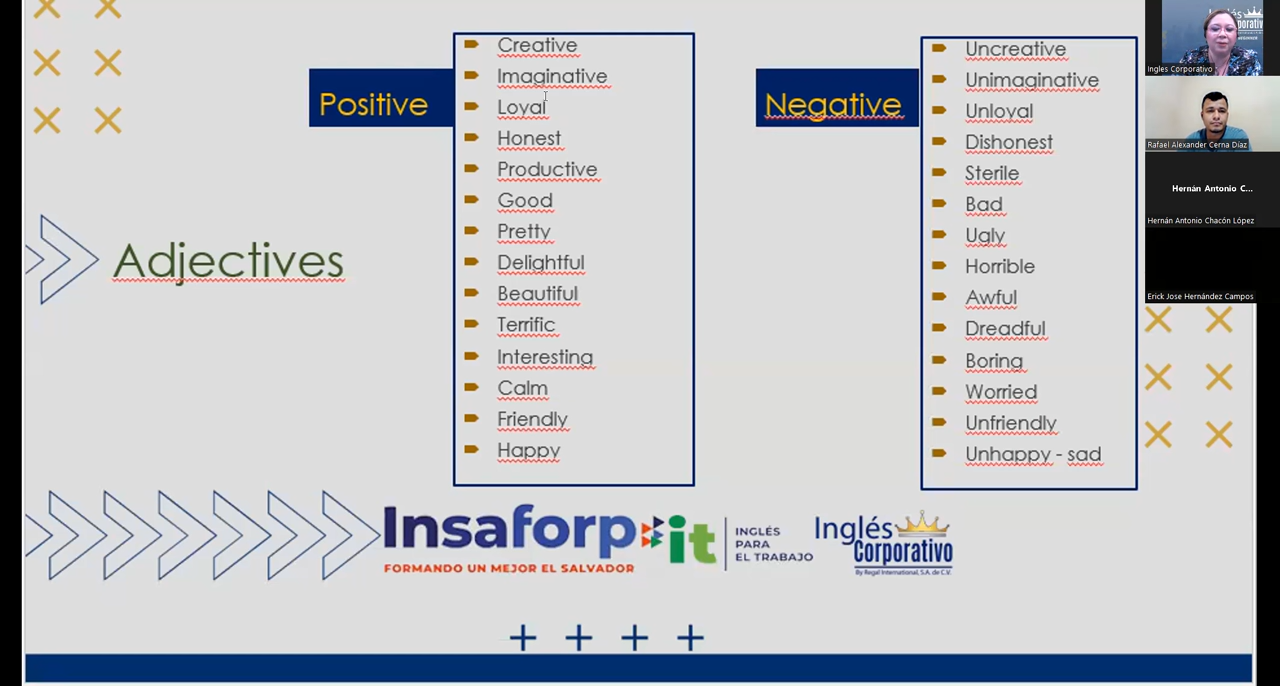 Positive
Creative
Imaginative
Loyal
Honest
Productive
Good
Pretty
Delightful
Beautiful
Terrific
Interesting
Calm
Friendly
Happy
Negative
Uncreative
Unimaginative
Unloyal
Dishonest
Sterile
Bad
Ugly
Horrible
Awful
Dreadful
Boring
Worried
Unfriendly
Unhappy - sad
Adjectives
Insaforp
FORMANDO UN MEJOR EL SALVADOR
it
INGLÉS
PARA
EL TRABAJO
Inglés
Corporativo
By Regal International, S.A. de C.V.
Ingles Corporativo
Rafael Alexander Cerna Díaz
Hernán Antonio C...
Hernán Antonio Chacón López
Erick Jose Hernández Campos